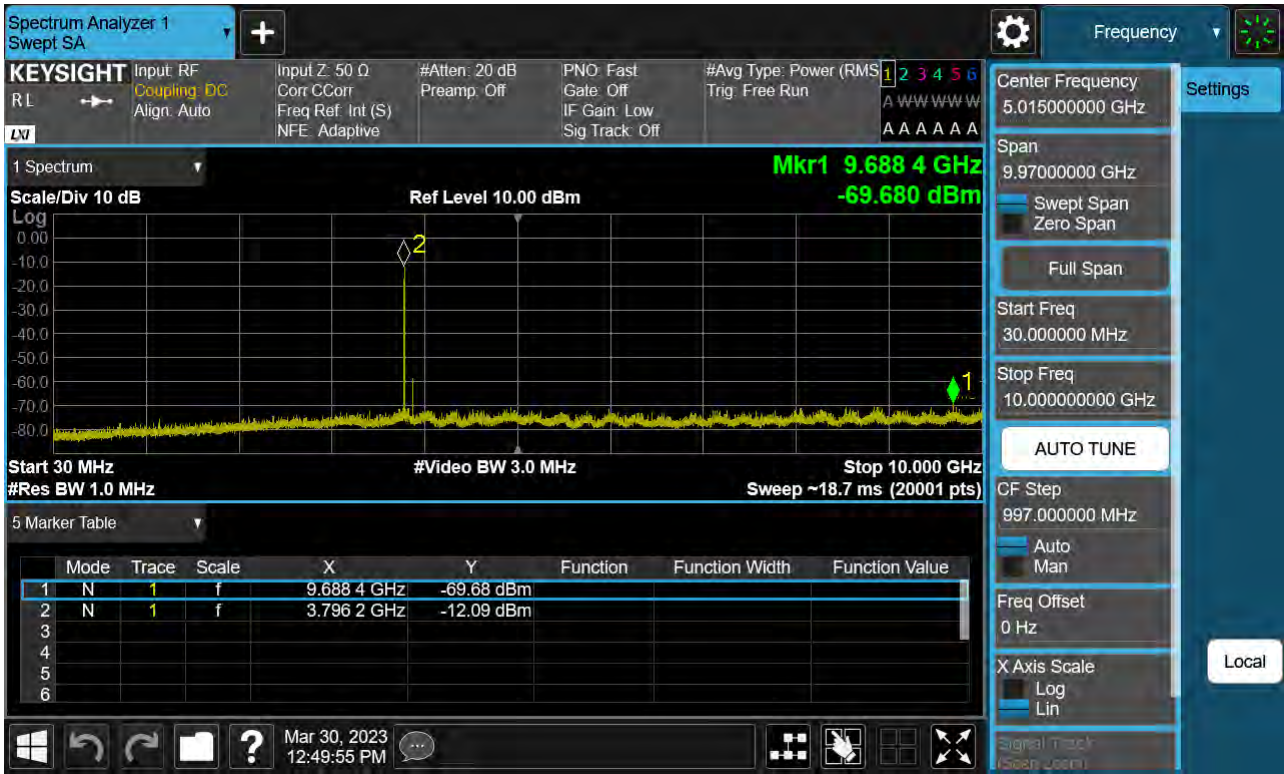 Spectrum Analyzer 1
Swept SA
+
Frequency
KEYSIGHT
RL
LXI
Input: RF
Coupling: DC
Align: Auto
Input Z: 50 Ω
Corr CCorr
Freq Ref: Int (S)
NFE: Adaptive
#Atten: 20 dB
Preamp: Off
PNO: Fast
Gate: Off
IF Gain: Low
Sig Track: Off
#Avg Type: Power (RMS
Trig: Free Run
1 2 3 4 5 6
A W W W W W
A A A A A A
1 Spectrum
Scale/Div 10 dB
Ref Level 10.00 dBm
Mkr1 9.688 4 GHz
-69.680 dBm
Log
0.00
-10.0
-20.0
-30.0
-40.0
-50.0
-60.0
-70.0
-80.0
2
1
Start 30 MHz
#Video BW 3.0 MHz
Stop 10.000 GHz
#Res BW 1.0 MHz
Sweep ~18.7 ms (20001 pts)
5 Marker Table
Mode Trace Scale X Y Function Function Width Function Value
1 N 1 f 9.688 4 GHz -69.68 dBm
2 N 1 f 3.796 2 GHz -12.09 dBm
3
4
5
6
Mar 30, 2023
12:49:55 PM
?
Center Frequency
5.015000000 GHz
Settings
Span
9.97000000 GHz
Swept Span
Zero Span
Full Span
Start Freq
30.000000 MHz
Stop Freq
10.000000000 GHz
AUTO TUNE
CF Step
997.000000 MHz
Auto
Man
Freq Offset
0 Hz
X Axis Scale
Log
Lin
Local
Signal Track
(Span Zoom)